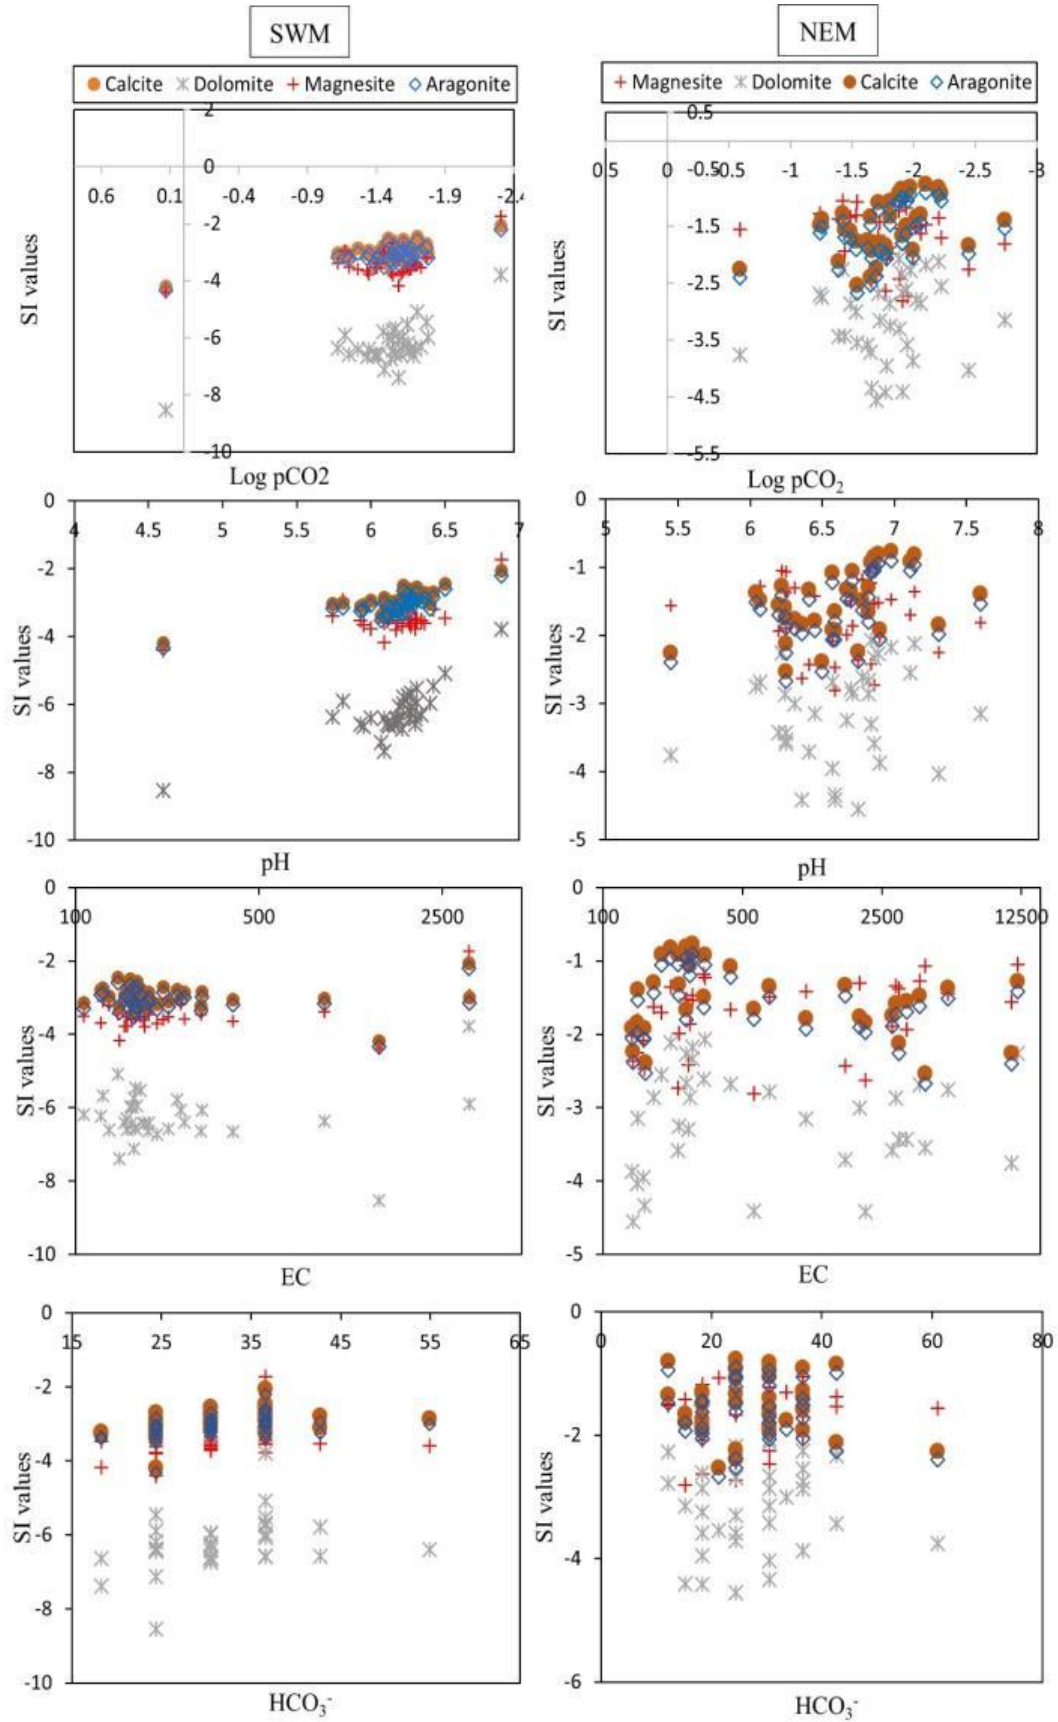 SWM
NEM
Calcite Dolomite Magnesite Aragonite
Magnesite Dolomite Calcite Aragonite
2
0
-2
-4
-6
-8
-10
0.6 0.1 -0.4 -0.9 -1.4 -1.9 -2.4
SI values
Log pCO2
0.5
-0.5
-1.5
-2.5
-3.5
-4.5
-5.5
0.5 0 -0.5 -1 -1.5 -2 -2.5 -3
SI values
Log pCO2
0
-2
-4
-6
-8
-10
4 4.5 5 5.5 6 6.5 7
SI values
pH
0
-1
-2
-3
-4
-5
5 5.5 6 6.5 7 7.5 8
SI values
pH
0
-2
-4
-6
-8
-10
100 500 2500
SI values
EC
0
-1
-2
-3
-4
-5
100 500 2500 12500
SI values
EC
0
-2
-4
-6
-8
-10
15 25 35 45 55 65
SI values
HCO3-
0
-2
-4
-6
0 20 40 60 80
SI values
HCO3-